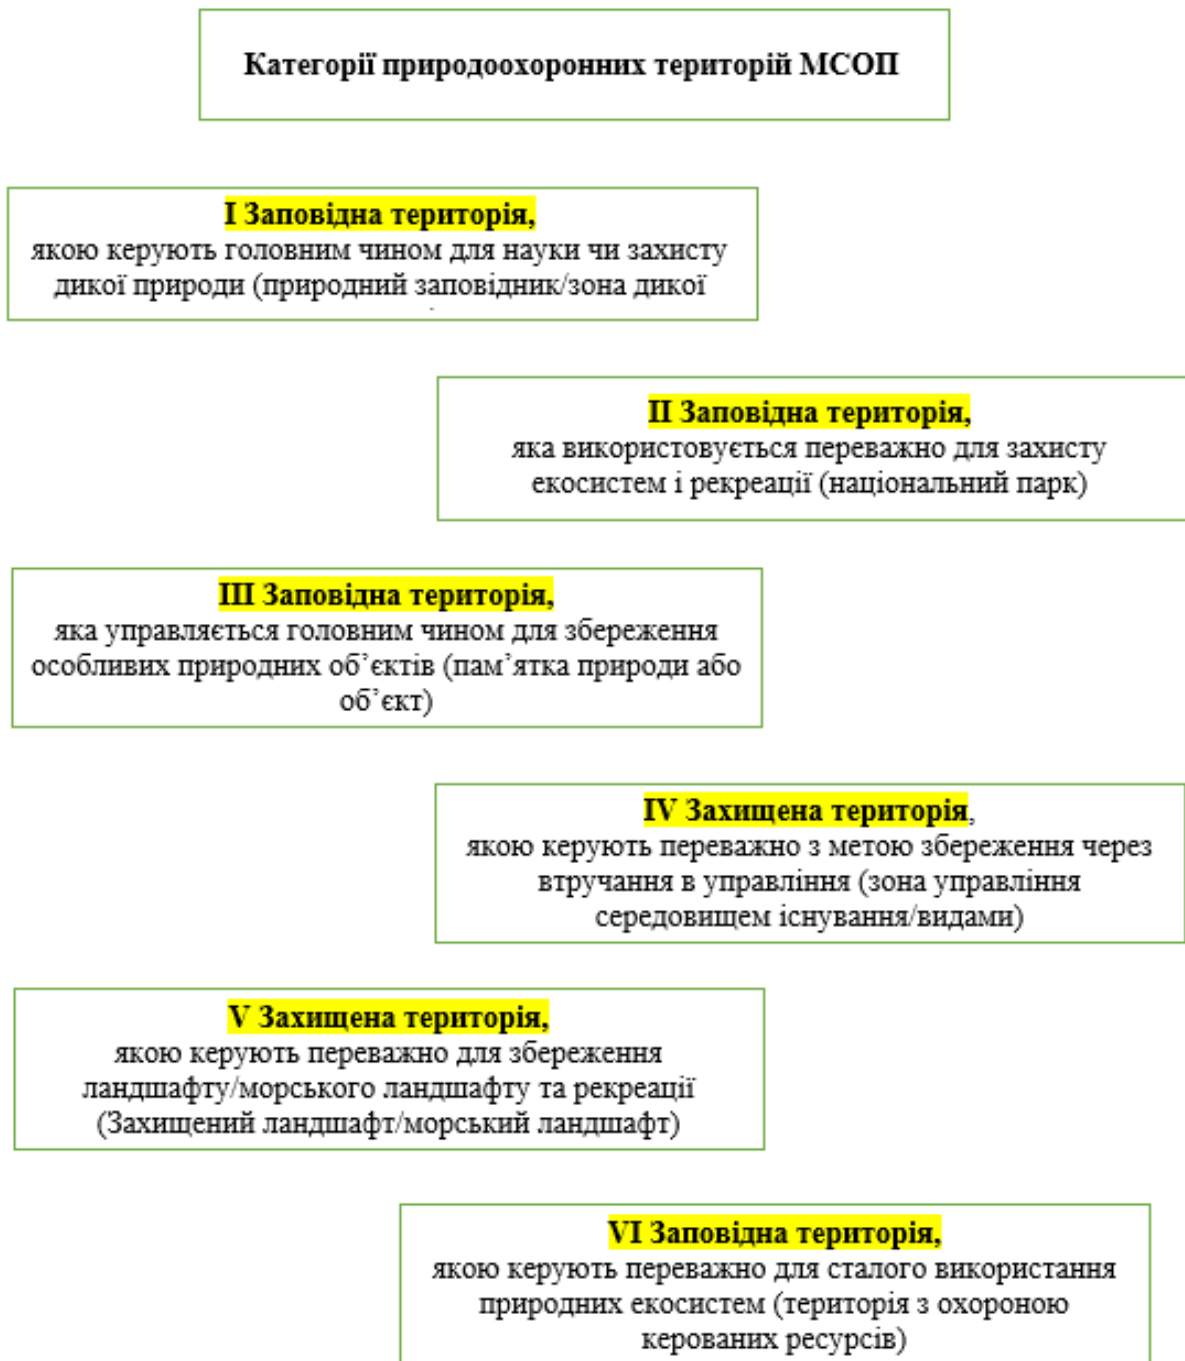 Категорії природоохоронних територій МСОП
I Заповідна територія,
якою керують головним чином для науки чи захисту
дикої природи (природний заповідник/зона дикої
II Заповідна територія,
яка використовується переважно для захисту
екосистем і рекреації (національний парк)
III Заповідна територія,
яка управляється головним чином для збереження
особливих природних об’єктів (пам’ятка природи або
об’єкт)
IV Захищена територія,
якою керують переважно з метою збереження через
втручання в управління (зона управління
середовищем існування/видами)
V Захищена територія,
якою керують переважно для збереження
ландшафту/морського ландшафту та рекреації
(Захищений ландшафт/морський ландшафт)
VI Заповідна територія,
якою керують переважно для сталого використання
природних екосистем (територія з охороною
керованих ресурсів)